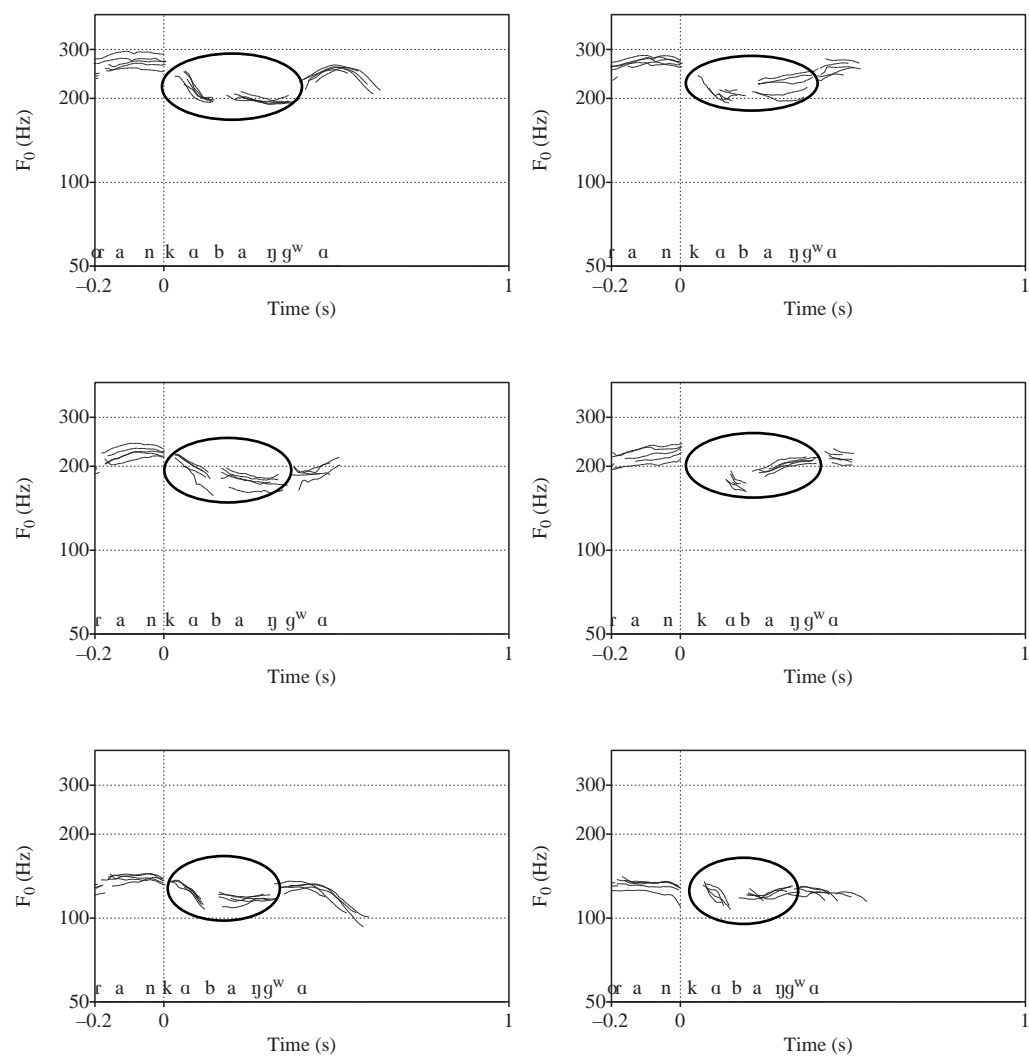 300
200
F0 (Hz)
100
ɑr a n k ɑ b a ŋ gʷ ɑ
50
–0.2 0 1
Time (s)
300
200
F0 (Hz)
100
r a n k ɑ b a ŋ gʷ ɑ
50
–0.2 0 1
Time (s)
300
200
F0 (Hz)
100
r a n k ɑ b a ŋ gʷ ɑ
50
–0.2 0 1
Time (s)
300
200
F0 (Hz)
100
r a n k ɑ b a ŋ gʷ ɑ
50
–0.2 0 1
Time (s)
300
200
F0 (Hz)
100
r a n k ɑ b a ŋ gʷ ɑ
50
–0.2 0 1
Time (s)
300
200
F0 (Hz)
100
ɑr a n k ɑ b a ŋ gʷ ɑ
50
–0.2 0 1
Time (s)